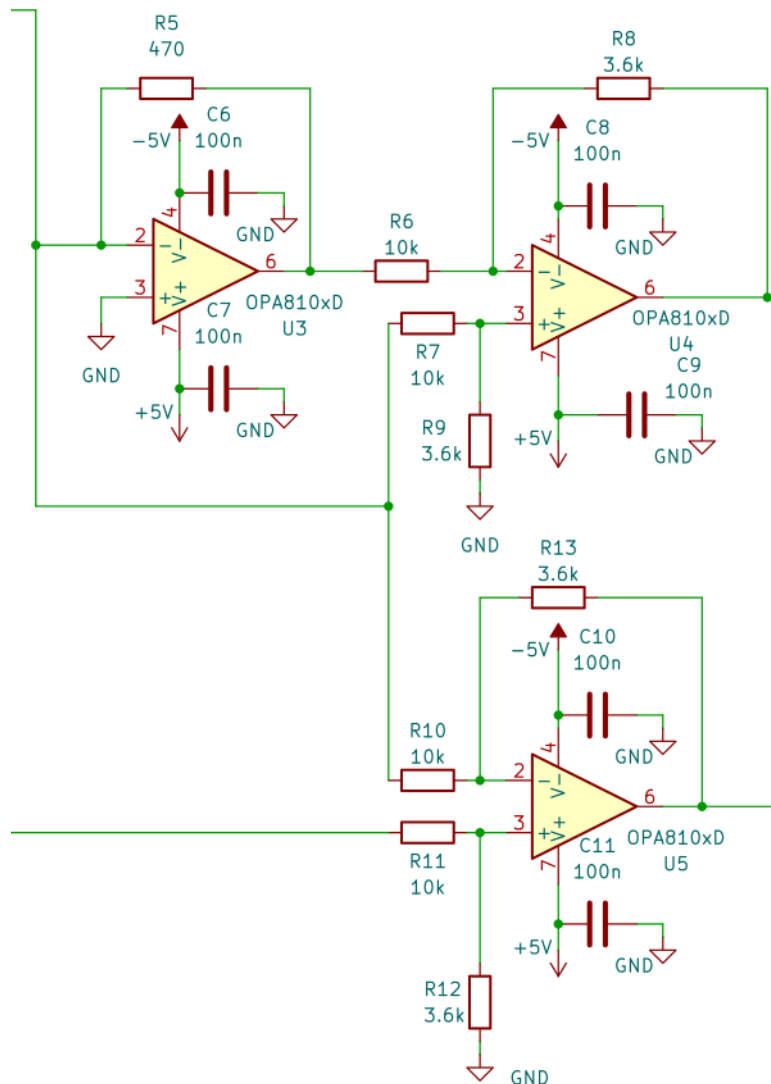 R5
470
C6
100n
-5V
4
GND
2
-
V-
3
+
V+
6
OPA810xD
U3
C7
100n
7
GND
+5V
GND
R8
3.6k
C8
100n
-5V
4
GND
R6
10k
2
-
V-
3
+
V+
6
OPA810xD
U4
R7
10k
7
C9
100n
R9
3.6k
+5V
GND
GND
R13
3.6k
C10
100n
-5V
4
GND
R10
10k
2
-
V-
3
+
V+
6
OPA810xD
U5
R11
10k
7
C11
100n
+5V
GND
R12
3.6k
GND